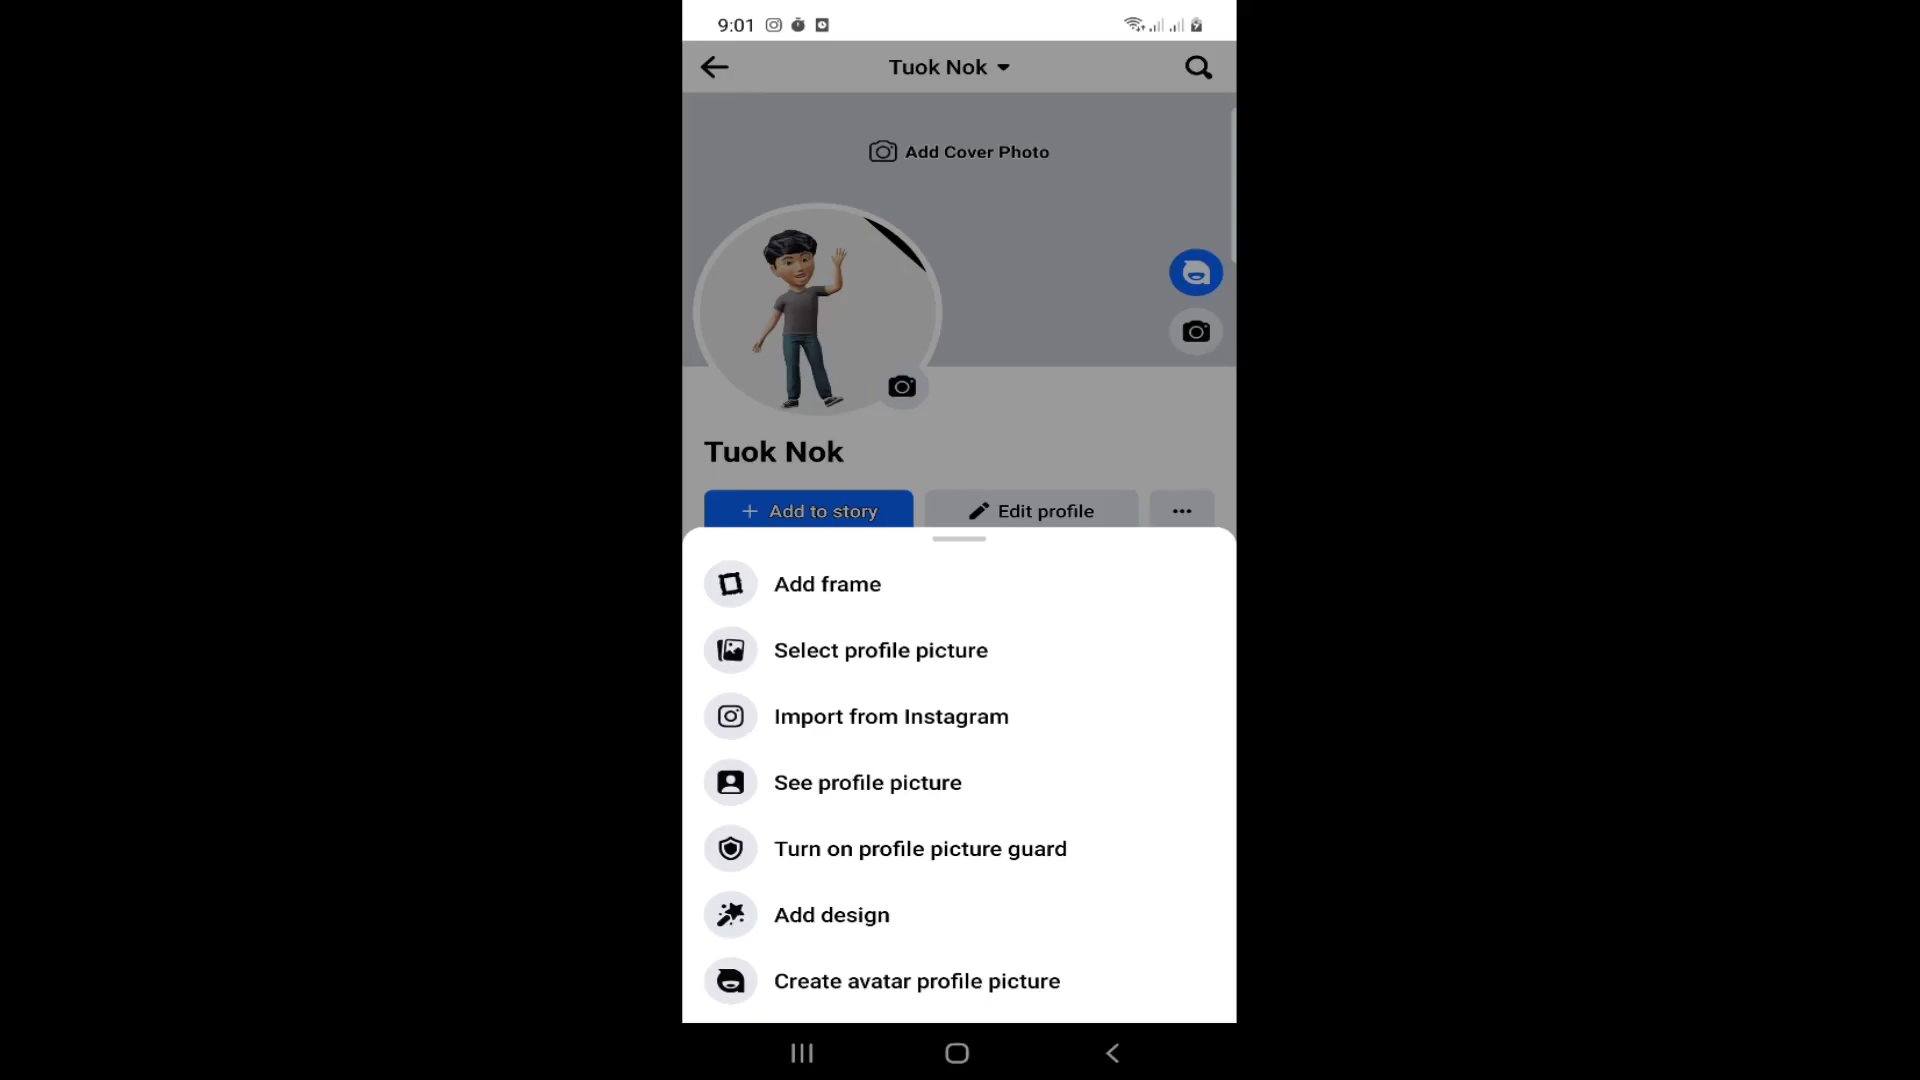 9:01
Tuok Nok
Add Cover Photo
Tuok Nok
+ Add to story
Edit profile
Add frame
Select profile picture
Import from Instagram
See profile picture
Turn on profile picture guard
Add design
Create avatar profile picture